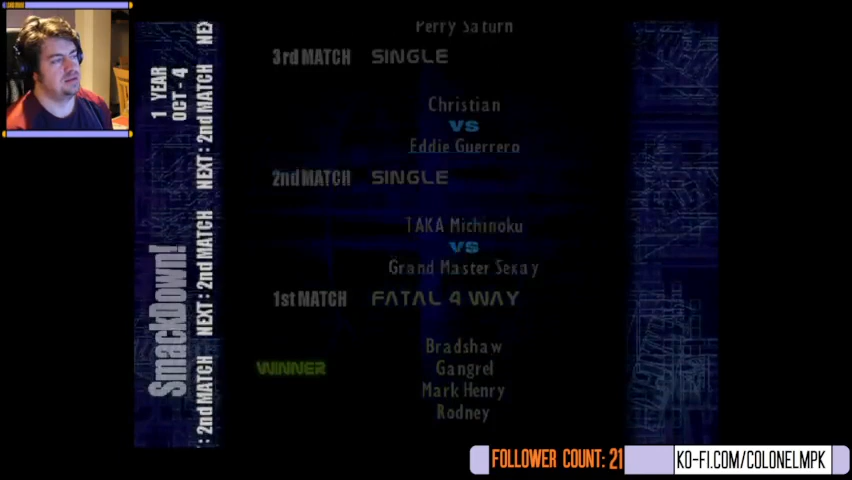 Perry Saturn
3rd MATCH SINGLE
Christian
VS
Eddie Guerrero
2nd MATCH SINGLE
TAKA Michinoku
VS
Grand Master Sexay
1st MATCH FATAL 4 WAY
Bradshaw
WINNER Gangrel
Mark Henry
Rodney
SmackDown!
1 YEAR
OCT - 4
: 2nd MATCH NEXT : 2nd MATCH NEXT : 2nd MATCH NEX
FOLLOWER COUNT: 21
KO-FI.COM/COLONELMPK